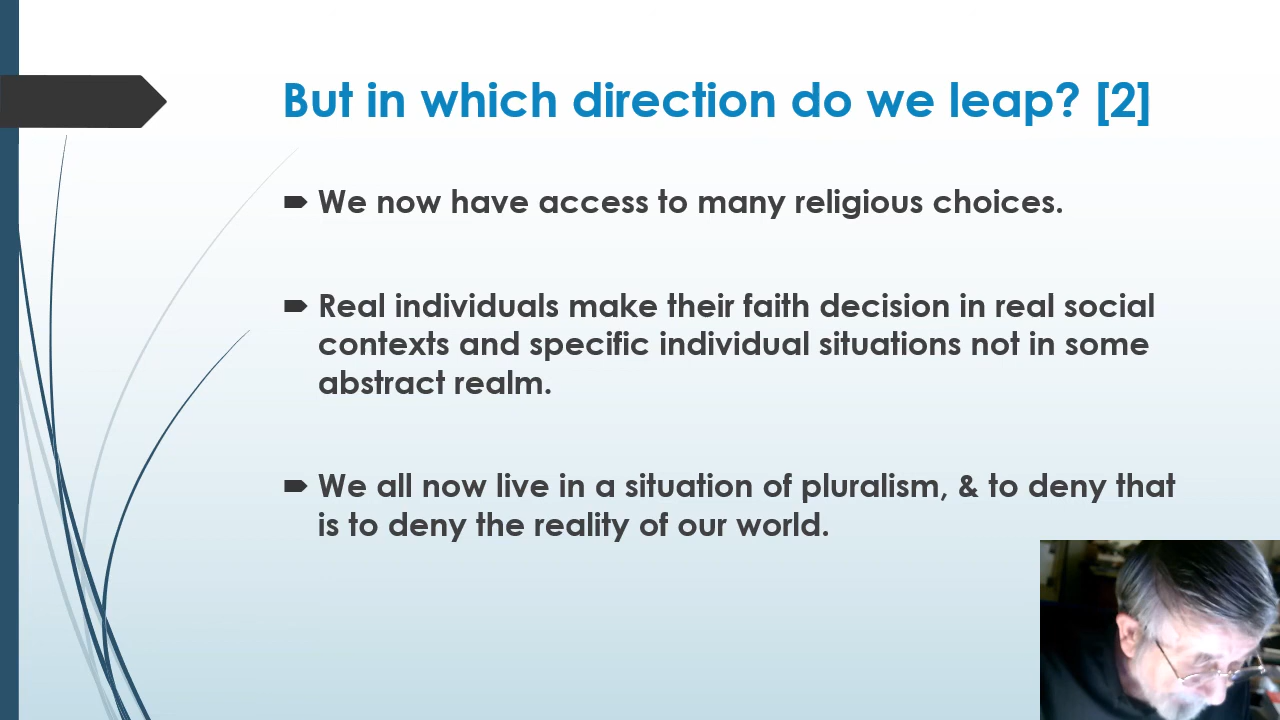 But in which direction do we leap? [2]
We now have access to many religious choices.
Real individuals make their faith decision in real social
contexts and specific individual situations not in some
abstract realm.
We all now live in a situation of pluralism, & to deny that
is to deny the reality of our world.